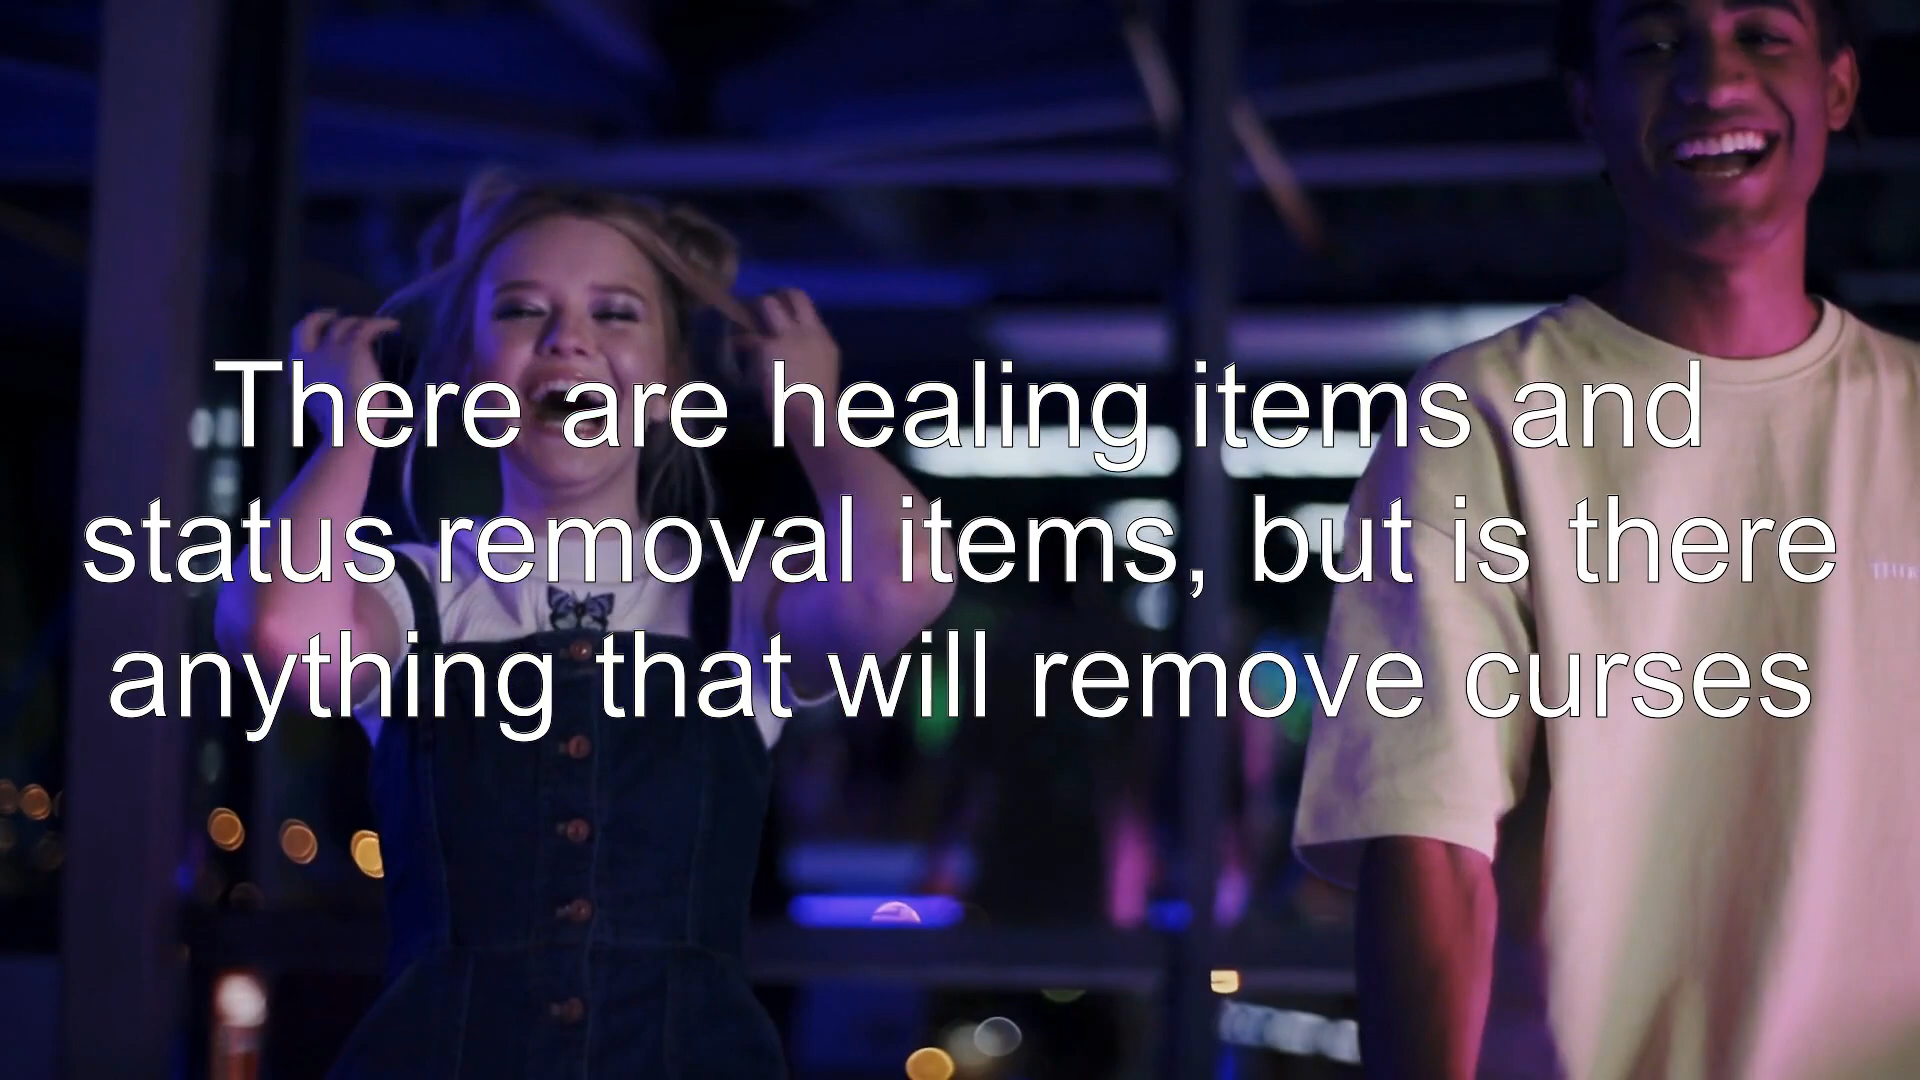 There are healing items and
status removal items, but is there
anything that will remove curses